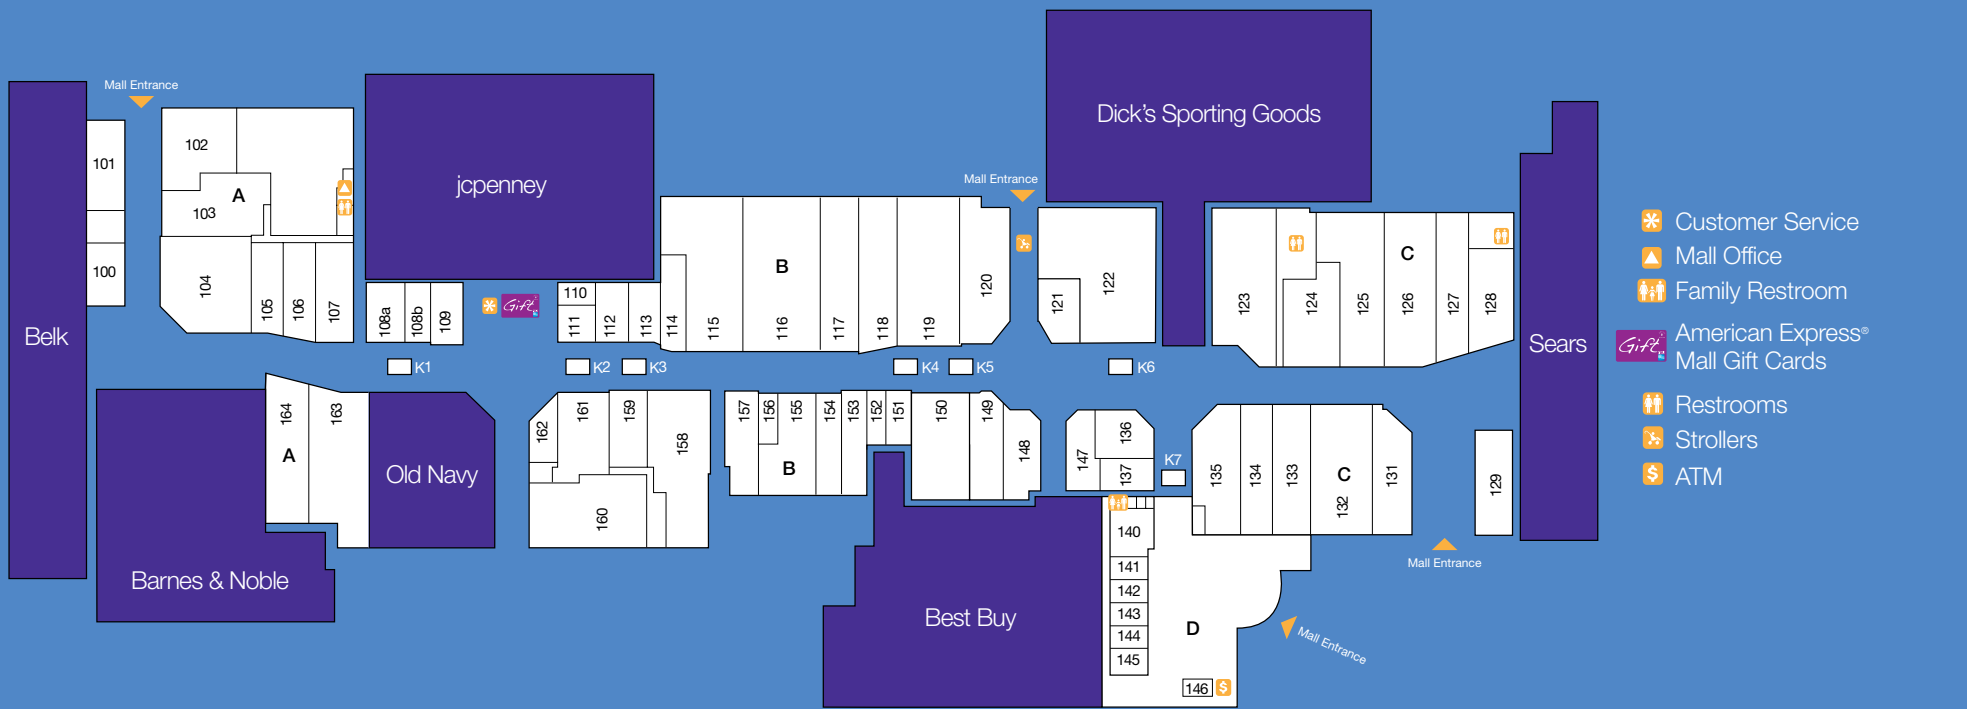 Mall Entrance
Belk
101
100
102
103
A
104
105
106
107
jcpenney
108a
108b
109
Gift
110
111
112
113
114
115
B
116
117
118
119
120
Mall Entrance
Dick's Sporting Goods
121
122
123
124
125
C
126
127
128
Sears
K1
K2
K3
K4
K5
K6
164
A
163
Old Navy
Barnes & Noble
162
161
159
158
160
157
156
155
B
154
153
152
151
150
149
148
147
136
137
K7
135
134
133
C
132
131
129
Mall Entrance
Best Buy
140
141
142
143
144
145
D
146
$
Mall Entrance
Customer Service
Mall Office
Family Restroom
Gift
American Express®
Mall Gift Cards
Restrooms
Strollers
$ ATM